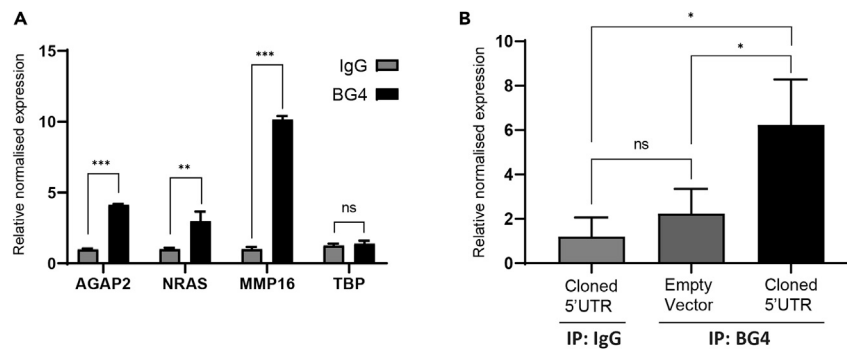 A
Relative normalised expression
15
10
5
0
IgG
BG4
***
**
***
ns
AGAP2 NRAS MMP16 TBP
B
Relative normalised expression
10
8
6
4
2
0
*
*
ns
Cloned Empty Cloned
5'UTR Vector 5'UTR
IP: IgG IP: BG4